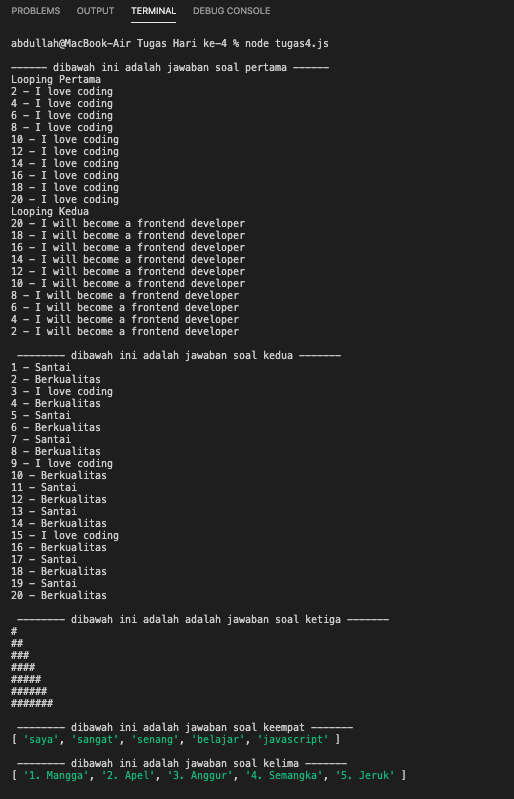 PROBLEMS OUTPUT TERMINAL DEBUG CONSOLE
abdullah@MacBook-Air Tugas Hari ke-4 % node tugas4.js
------ dibawah ini adalah jawaban soal pertama ------
Looping Pertama
2 - I love coding
4 - I love coding
6 - I love coding
8 - I love coding
10 - I love coding
12 - I love coding
14 - I love coding
16 - I love coding
18 - I love coding
20 - I love coding
Looping Kedua
20 - I will become a frontend developer
18 - I will become a frontend developer
16 - I will become a frontend developer
14 - I will become a frontend developer
12 - I will become a frontend developer
10 - I will become a frontend developer
8 - I will become a frontend developer
6 - I will become a frontend developer
4 - I will become a frontend developer
2 - I will become a frontend developer
-------- dibawah ini adalah jawaban soal kedua -------
1 - Santai
2 - Berkualitas
3 - I love coding
4 - Berkualitas
5 - Santai
6 - Berkualitas
7 - Santai
8 - Berkualitas
9 - I love coding
10 - Berkualitas
11 - Santai
12 - Berkualitas
13 - Santai
14 - Berkualitas
15 - I love coding
16 - Berkualitas
17 - Santai
18 - Berkualitas
19 - Santai
20 - Berkualitas
-------- dibawah ini adalah adalah jawaban soal ketiga -------
#
##
###
####
#####
######
#######
-------- dibawah ini adalah jawaban soal keempat -------
[ 'saya', 'sangat', 'senang', 'belajar', 'javascript' ]
-------- dibawah ini adalah jawaban soal kelima -------
[ '1. Mangga', '2. Apel', '3. Anggur', '4. Semangka', '5. Jeruk' ]